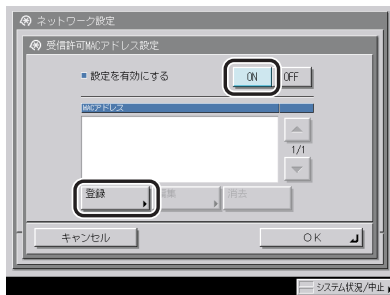 ネットワーク設定
受信許可MACアドレス設定
■ 設定を有効にする
ON
OFF
MACアドレス
1/1
登録
編集
消去
キャンセル
OK
システム状況/中止